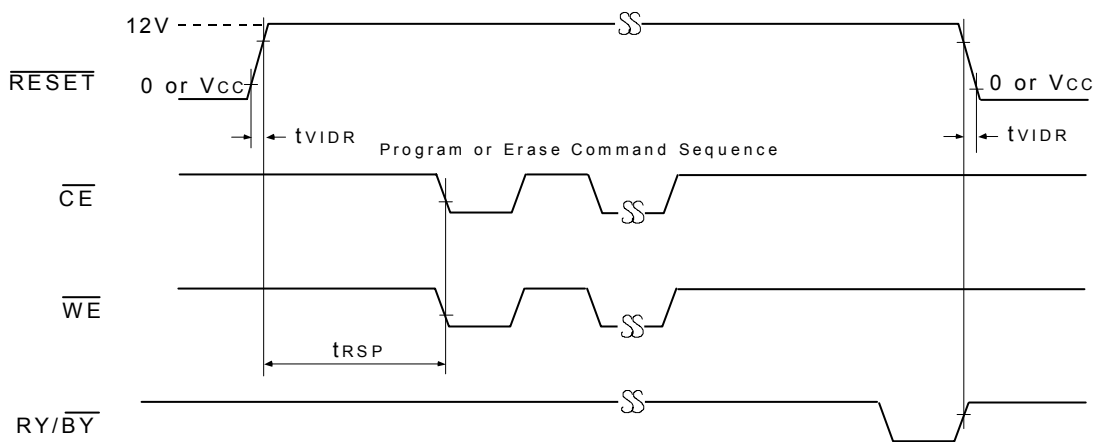 12V
RESET
0 or VCC
0 or VCC
tVIDR
tVIDR
Program or Erase Command Sequence
CE
WE
tRSP
RY/BY